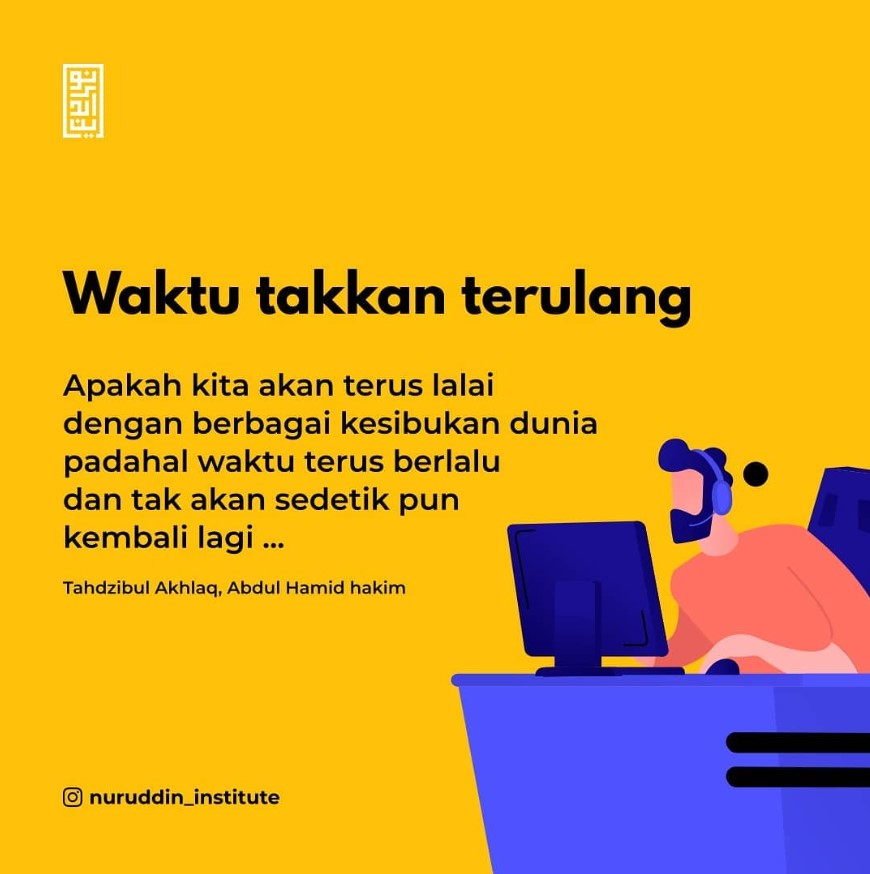 Waktu takkan terulang
Apakah kita akan terus lalai
dengan berbagai kesibukan dunia
padahal waktu terus berlalu
dan tak akan sedetik pun
kembali lagi ...
Tahdzibul Akhlaq, Abdul Hamid hakim
nuruddin_institute